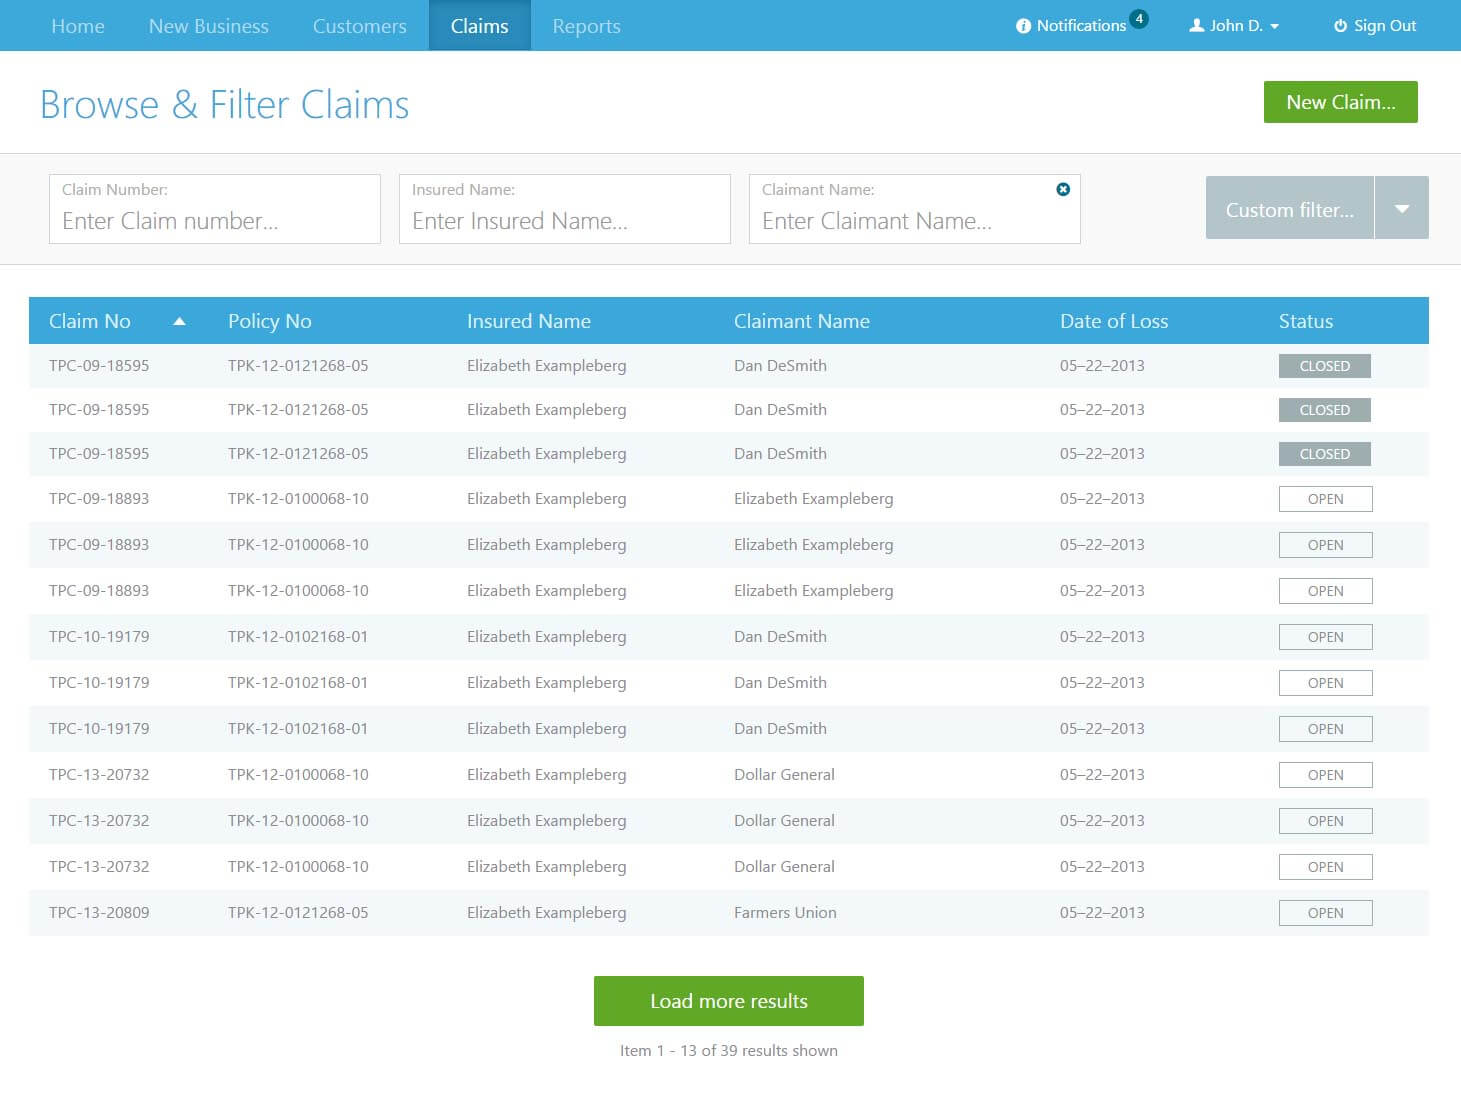 Home New Business Customers Claims Reports Notifications 4 John D. Sign Out
Browse & Filter Claims New Claim...
Claim Number: Insured Name: Claimant Name:
Enter Claim number... Enter Insured Name... Enter Claimant Name... Custom filter...
Claim No Policy No Insured Name Claimant Name Date of Loss Status
TPC-09-18595 TPK-12-0121268-05 Elizabeth Exampleberg Dan DeSmith 05–22–2013 CLOSED
TPC-09-18595 TPK-12-0121268-05 Elizabeth Exampleberg Dan DeSmith 05–22–2013 CLOSED
TPC-09-18595 TPK-12-0121268-05 Elizabeth Exampleberg Dan DeSmith 05–22–2013 CLOSED
TPC-09-18893 TPK-12-0100068-10 Elizabeth Exampleberg Elizabeth Exampleberg 05–22–2013 OPEN
TPC-09-18893 TPK-12-0100068-10 Elizabeth Exampleberg Elizabeth Exampleberg 05–22–2013 OPEN
TPC-09-18893 TPK-12-0100068-10 Elizabeth Exampleberg Elizabeth Exampleberg 05–22–2013 OPEN
TPC-10-19179 TPK-12-0102168-01 Elizabeth Exampleberg Dan DeSmith 05–22–2013 OPEN
TPC-10-19179 TPK-12-0102168-01 Elizabeth Exampleberg Dan DeSmith 05–22–2013 OPEN
TPC-10-19179 TPK-12-0102168-01 Elizabeth Exampleberg Dan DeSmith 05–22–2013 OPEN
TPC-13-20732 TPK-12-0100068-10 Elizabeth Exampleberg Dollar General 05–22–2013 OPEN
TPC-13-20732 TPK-12-0100068-10 Elizabeth Exampleberg Dollar General 05–22–2013 OPEN
TPC-13-20732 TPK-12-0100068-10 Elizabeth Exampleberg Dollar General 05–22–2013 OPEN
TPC-13-20809 TPK-12-0121268-05 Elizabeth Exampleberg Farmers Union 05–22–2013 OPEN
Load more results
Item 1 - 13 of 39 results shown